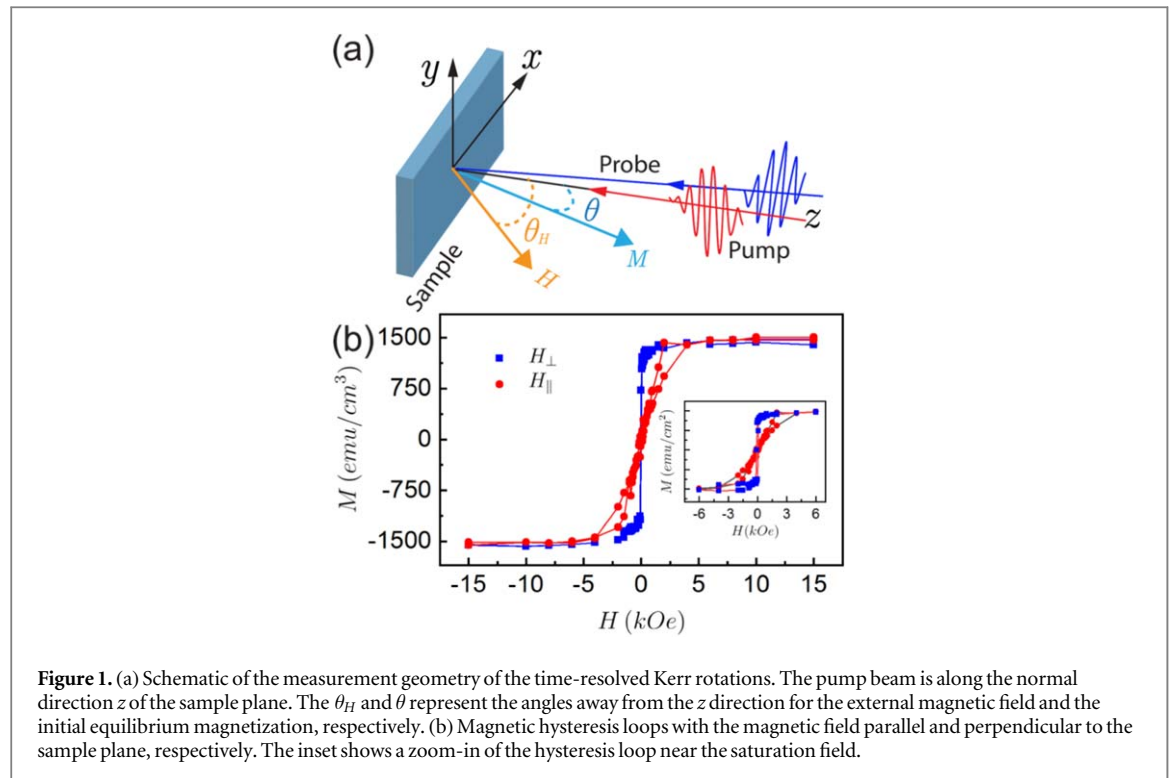 (a)
y
x
Probe
z
θ
θ_H
M
H
Pump
Sample
(b)
1500
750
0
-750
-1500
M (emu/cm³)
H⊥
H∥
M (emu/cm²)
-6 -3 0 3 6
H(kOe)
-15 -10 -5 0 5 10 15
H (kOe)
Figure 1. (a) Schematic of the measurement geometry of the time-resolved Kerr rotations. The pump beam is along the normal
direction z of the sample plane. The θ_H and θ represent the angles away from the z direction for the external magnetic field and the
initial equilibrium magnetization, respectively. (b) Magnetic hysteresis loops with the magnetic field parallel and perpendicular to the
sample plane, respectively. The inset shows a zoom-in of the hysteresis loop near the saturation field.